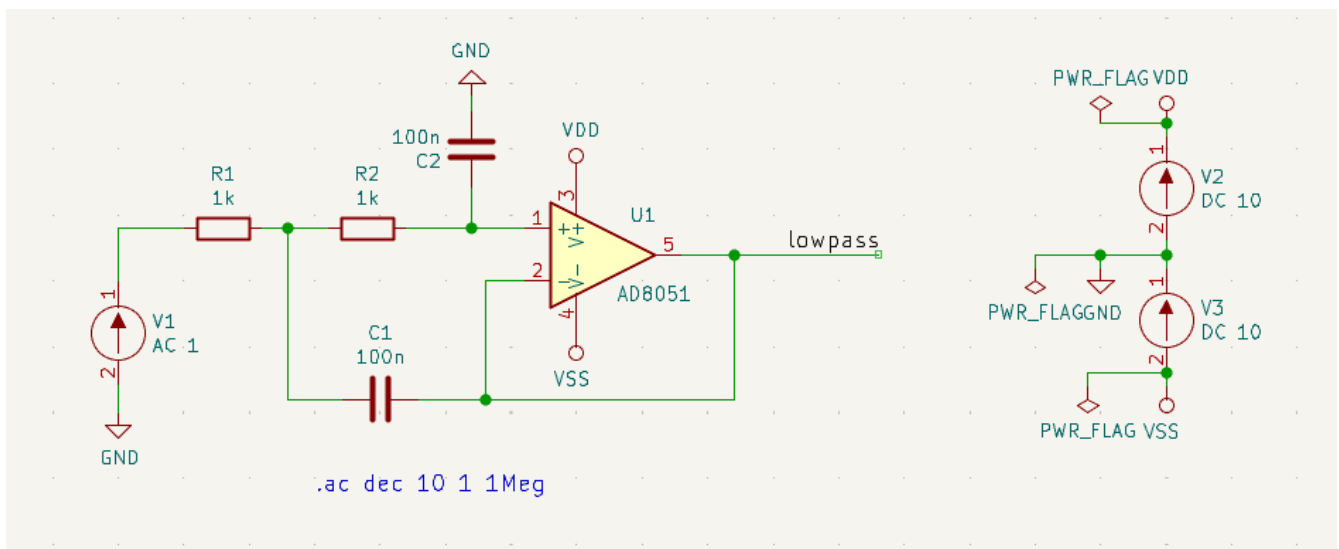 GND
PWR_FLAG VDD
100n
C2
VDD
R1
1k
R2
1k
3
1
1
V2
DC 10
U1
V+
+
1
5
lowpass
2
2
-
V-
AD8051
4
PWR_FLAG GND
1
V3
DC 10
1
V1
AC 1
2
C1
100n
VSS
2
GND
PWR_FLAG VSS
.ac dec 10 1 1Meg